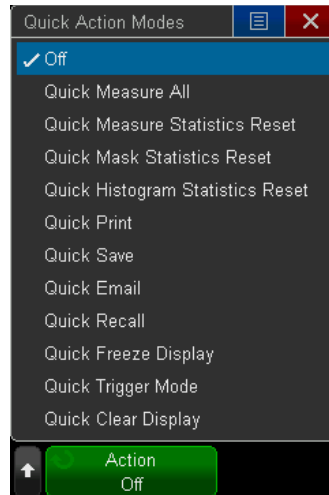 Quick Action Modes
Off
Quick Measure All
Quick Measure Statistics Reset
Quick Mask Statistics Reset
Quick Histogram Statistics Reset
Quick Print
Quick Save
Quick Email
Quick Recall
Quick Freeze Display
Quick Trigger Mode
Quick Clear Display
Action
Off